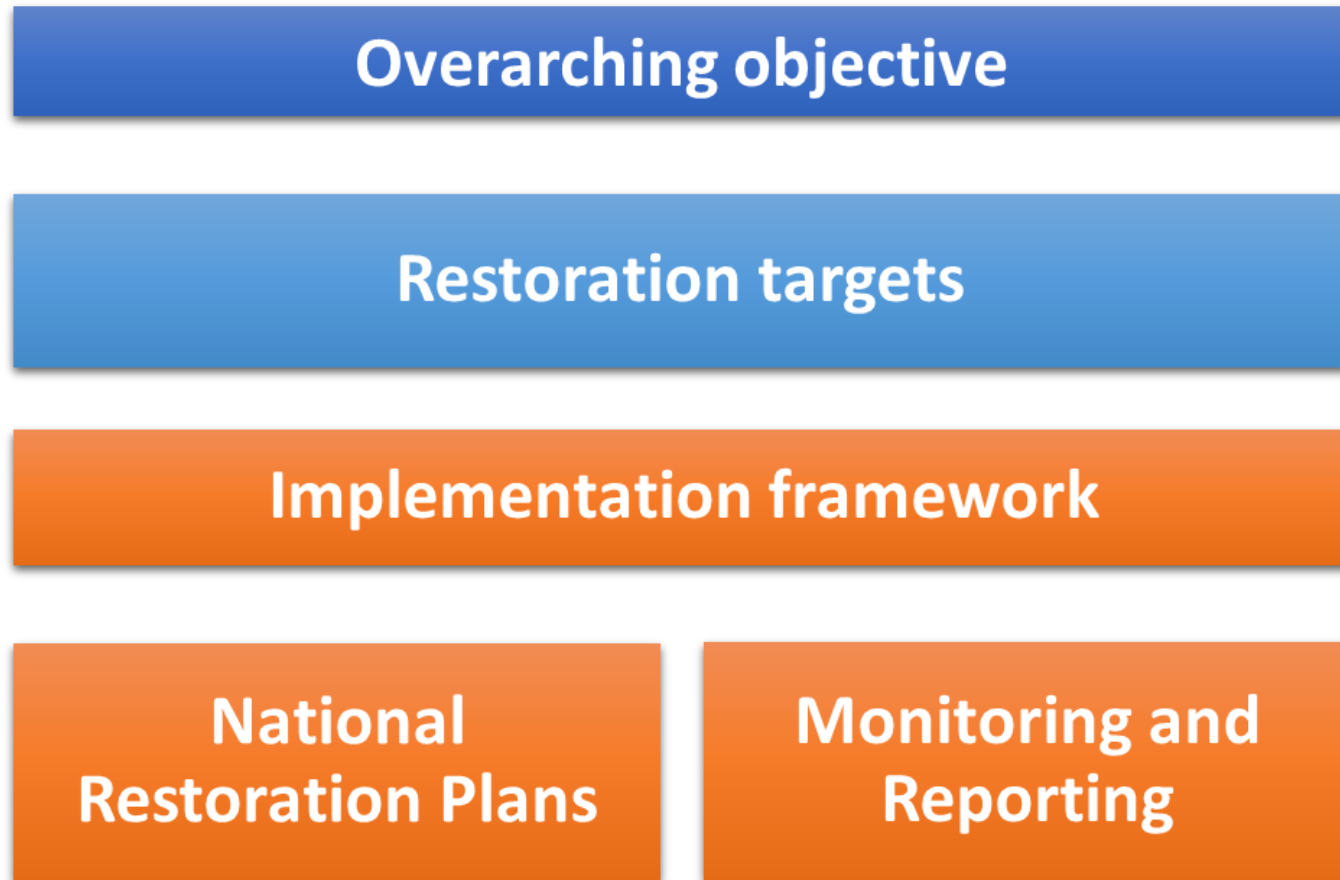 Overarching objective
Restoration targets
Implementation framework
National
Restoration Plans
Monitoring and
Reporting